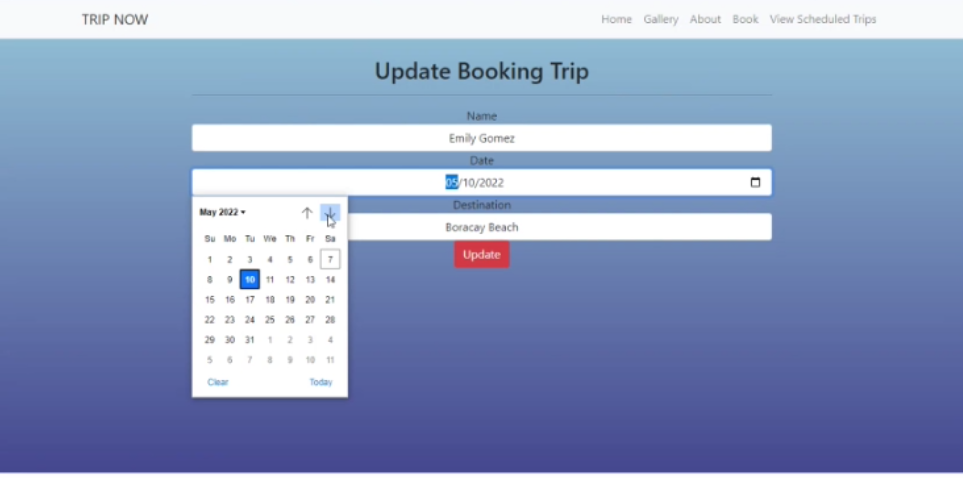 TRIP NOW Home Gallery About Book View Scheduled Trips
Update Booking Trip
Name
Emily Gomez
Date
05/10/2022
Destination
Boracay Beach
Update
May 2022
Su Mo Tu We Th Fr Sa
1 2 3 4 5 6 7
8 9 10 11 12 13 14
15 16 17 18 19 20 21
22 23 24 25 26 27 28
29 30 31 1 2 3 4
5 6 7 8 9 10 11
Clear Today